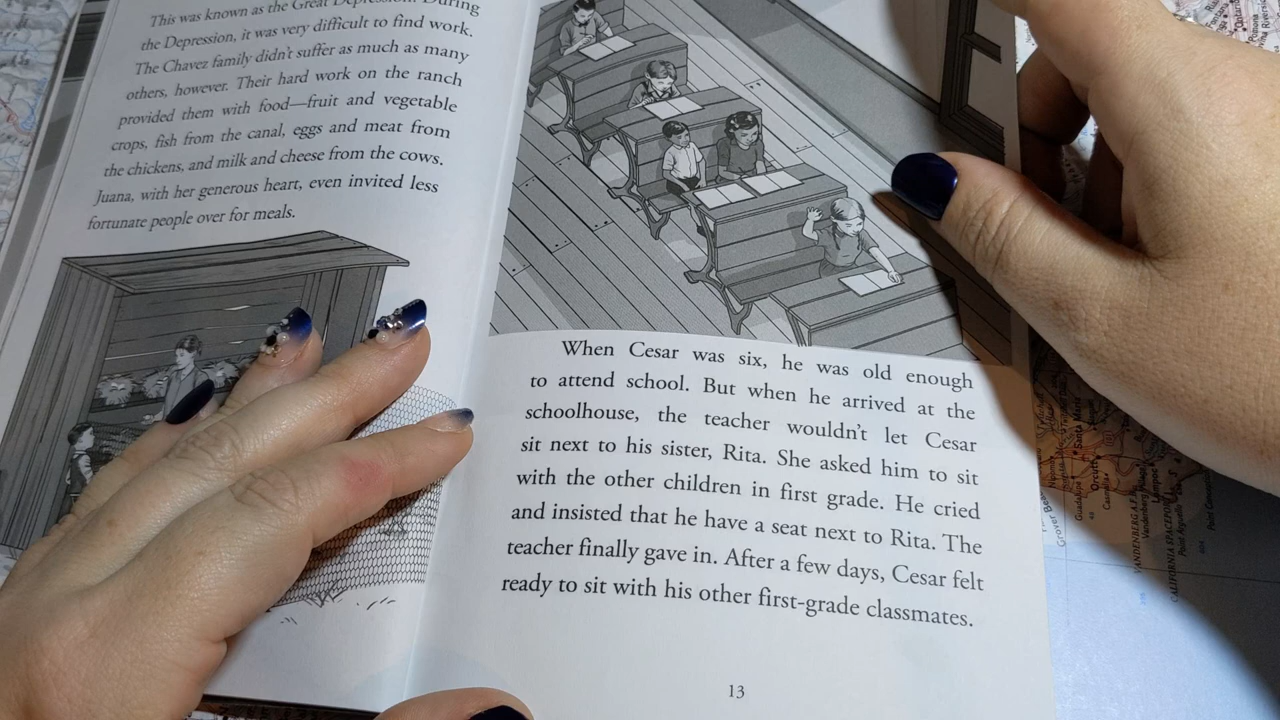 This was known as the Great Depression. During
the Depression, it was very difficult to find work.
The Chavez family didn't suffer as much as many
others, however. Their hard work on the ranch
provided them with food—fruit and vegetable
crops, fish from the canal, eggs and meat from
the chickens, and milk and cheese from the cows.
Juana, with her generous heart, even invited less
fortunate people over for meals.
When Cesar was six, he was old enough
to attend school. But when he arrived at the
schoolhouse, the teacher wouldn't let Cesar
sit next to his sister, Rita. She asked him to sit
with the other children in first grade. He cried
and insisted that he have a seat next to Rita. The
teacher finally gave in. After a few days, Cesar felt
ready to sit with his other first-grade classmates.
13
Guadalupe
Orcutt
Casmalia
Lompoc